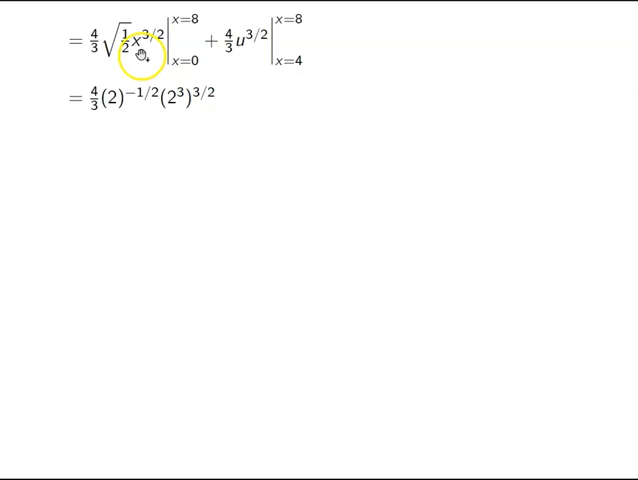 = 4/3 √(1/2) x^{3/2} |_{x=0}^{x=8} + 4/3 u^{3/2} |_{x=4}^{x=8}
= 4/3 (2)^{−1/2} (2^3)^{3/2}